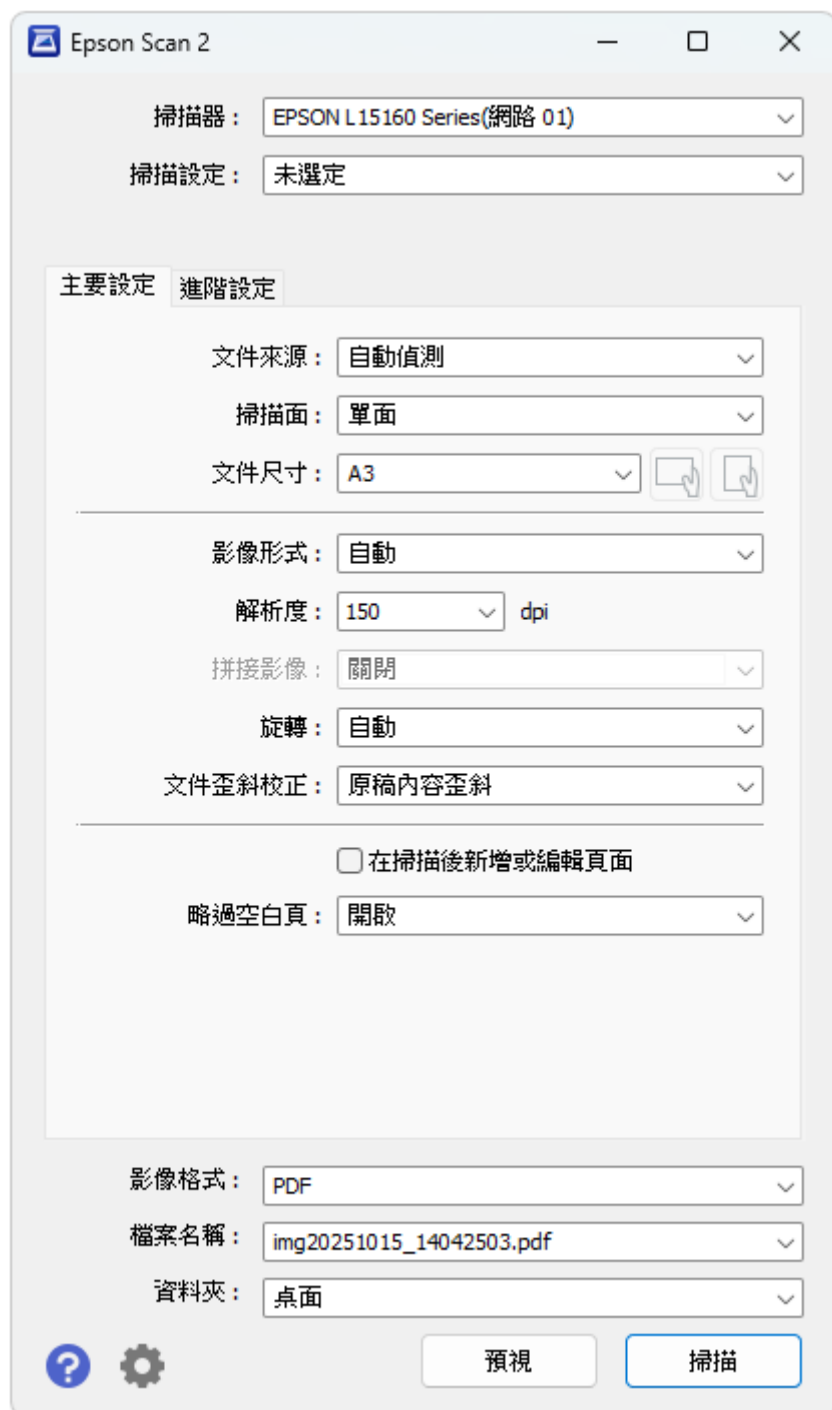 Epson Scan 2
掃描器： EPSON L15160 Series(網路 01)
掃描設定： 未選定
主要設定 進階設定
文件來源： 自動偵測
掃描面： 單面
文件尺寸： A3
影像形式： 自動
解析度： 150 dpi
拼接影像： 關閉
旋轉： 自動
文件歪斜校正： 原稿內容歪斜
在掃描後新增或編輯頁面
略過空白頁： 開啟
影像格式： PDF
檔案名稱： img20251015_14042503.pdf
資料夾： 桌面
預視 掃描